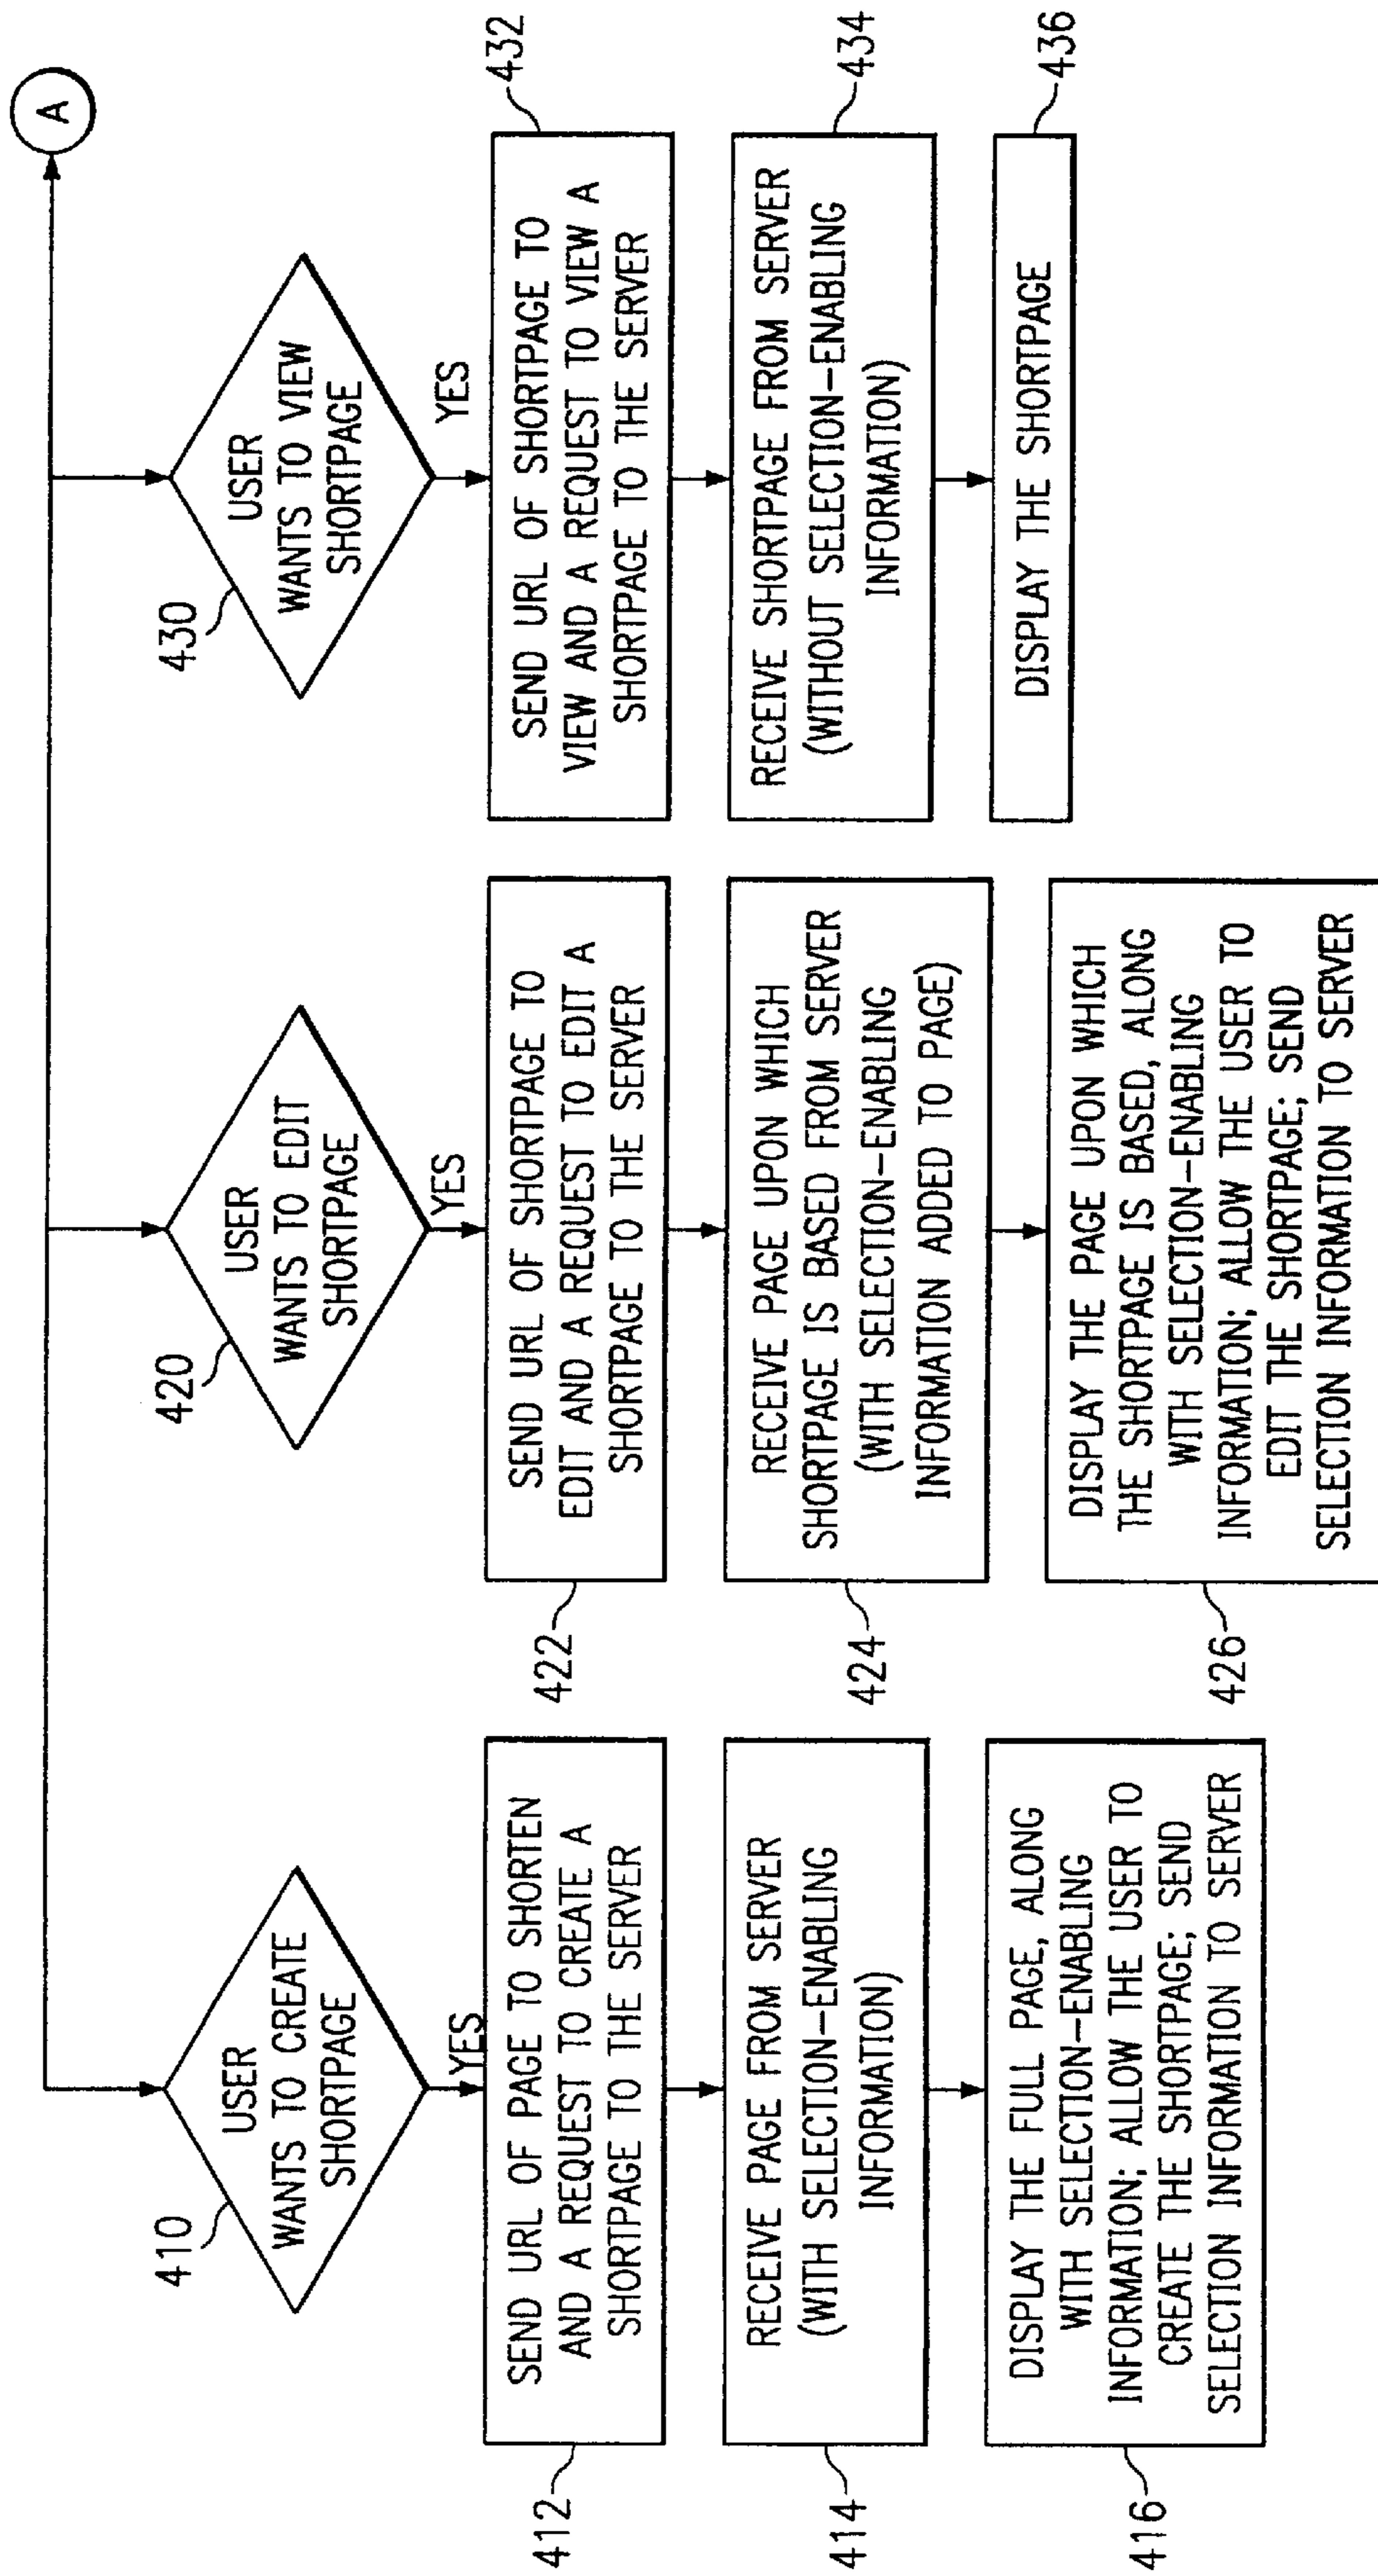 A
410
USER
WANTS TO CREATE
SHORTPAGE
YES
412
SEND URL OF PAGE TO SHORTEN
AND A REQUEST TO CREATE A
SHORTPAGE TO THE SERVER
414
RECEIVE PAGE FROM SERVER
(WITH SELECTION-ENABLING
INFORMATION)
416
DISPLAY THE FULL PAGE, ALONG
WITH SELECTION-ENABLING
INFORMATION; ALLOW THE USER TO
CREATE THE SHORTPAGE; SEND
SELECTION INFORMATION TO SERVER
420
USER
WANTS TO EDIT
SHORTPAGE
YES
422
SEND URL OF SHORTPAGE TO
EDIT AND A REQUEST TO EDIT A
SHORTPAGE TO THE SERVER
424
RECEIVE PAGE UPON WHICH
SHORTPAGE IS BASED FROM SERVER
(WITH SELECTION-ENABLING
INFORMATION ADDED TO PAGE)
426
DISPLAY THE PAGE UPON WHICH
THE SHORTPAGE IS BASED, ALONG
WITH SELECTION-ENABLING
INFORMATION; ALLOW THE USER TO
EDIT THE SHORTPAGE; SEND
SELECTION INFORMATION TO SERVER
430
USER
WANTS TO VIEW
SHORTPAGE
YES
432
SEND URL OF SHORTPAGE TO
VIEW AND A REQUEST TO VIEW A
SHORTPAGE TO THE SERVER
434
RECEIVE SHORTPAGE FROM SERVER
(WITHOUT SELECTION-ENABLING
INFORMATION)
436
DISPLAY THE SHORTPAGE